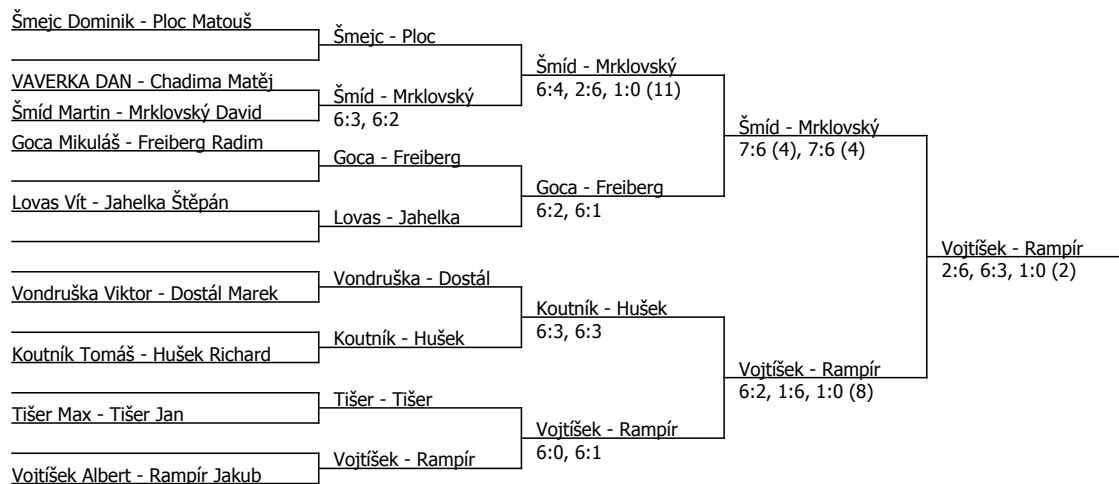 Šmejc Dominik - Ploc Matouš
VAVERKA DAN - Chadima Matěj
Šmíd Martin - Mrklovský David
Goca Mikuláš - Freiberg Radim
Lovas Vít - Jahelka Štěpán
Vondruška Viktor - Dostál Marek
Koutník Tomáš - Hušek Richard
Tišer Max - Tišer Jan
Vojtíšek Albert - Rampír Jakub
Šmejc - Ploc
Šmíd - Mrklovský
6:3, 6:2
Goca - Freiberg
Lovas - Jahelka
Vondruška - Dostál
Koutník - Hušek
Tišer - Tišer
Vojtíšek - Rampír
Šmíd - Mrklovský
6:4, 2:6, 1:0 (11)
Goca - Freiberg
6:2, 6:1
Koutník - Hušek
6:3, 6:3
Vojtíšek - Rampír
6:0, 6:1
Šmíd - Mrklovský
7:6 (4), 7:6 (4)
Vojtíšek - Rampír
6:2, 1:6, 1:0 (8)
Vojtíšek - Rampír
2:6, 6:3, 1:0 (2)